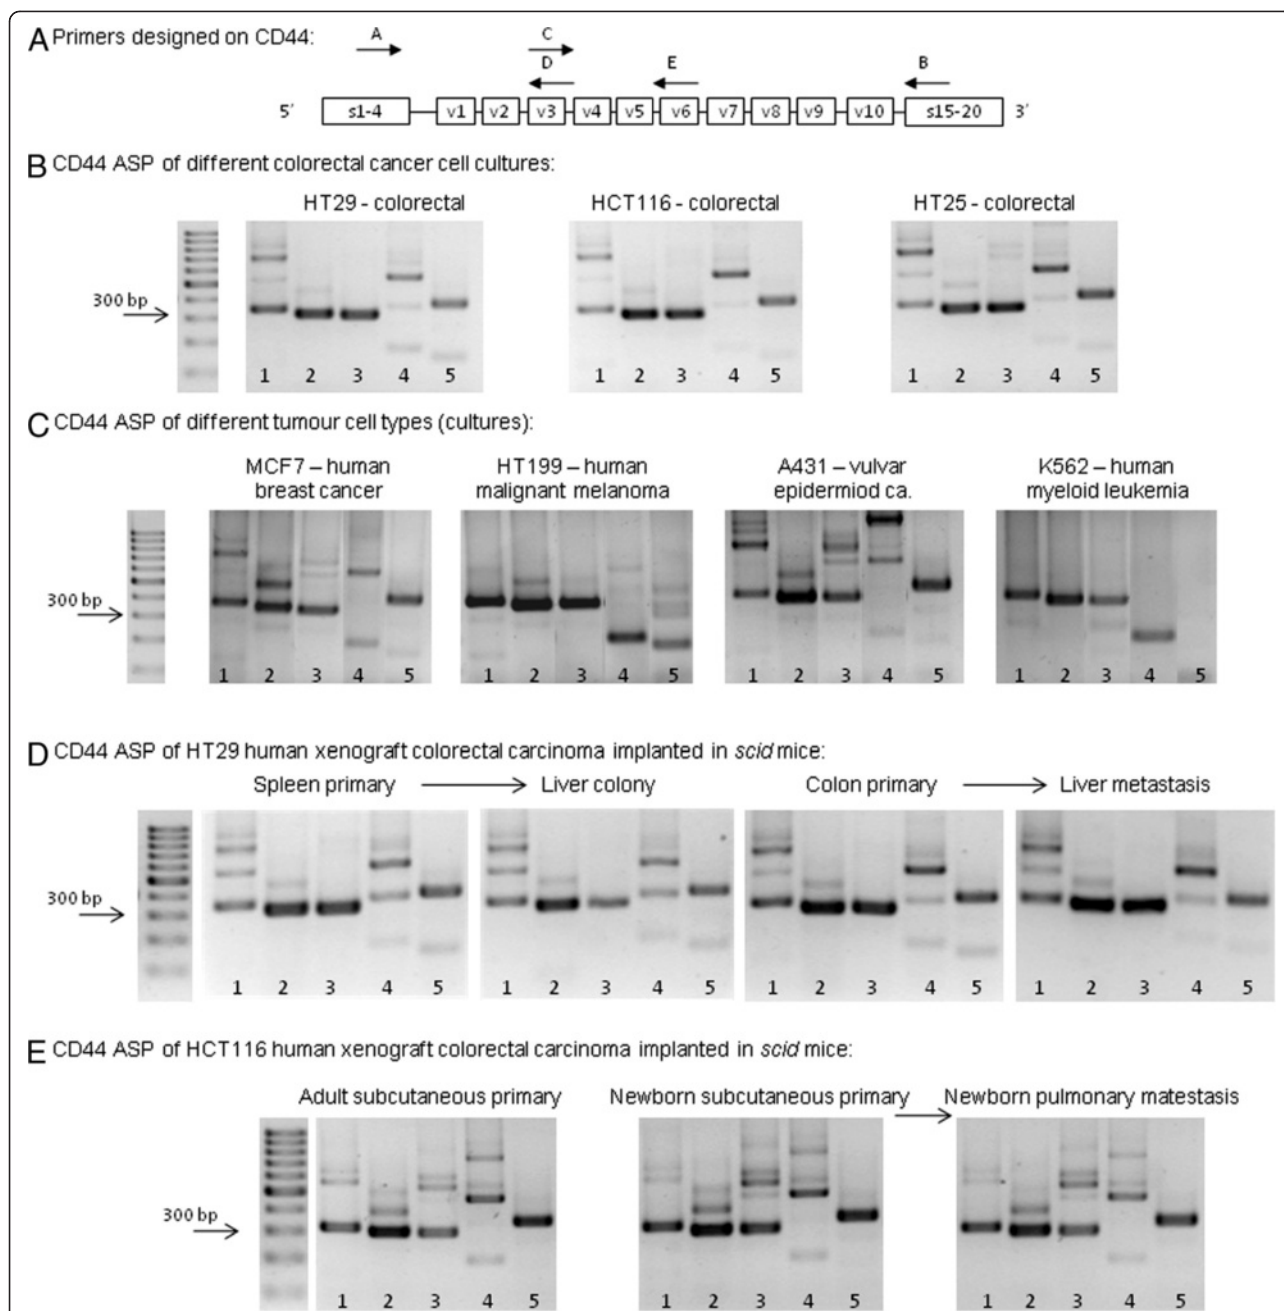 A Primers designed on CD44:
A C
D E B
5′ s1-4 v1 v2 v3 v4 v5 v6 v7 v8 v9 v10 s15-20 3′
B CD44 ASP of different colorectal cancer cell cultures:
HT29 - colorectal HCT116 - colorectal HT25 - colorectal
300 bp
1 2 3 4 5 1 2 3 4 5 1 2 3 4 5
C CD44 ASP of different tumour cell types (cultures):
MCF7 – human HT199 – human A431 – vulvar K562 – human
breast cancer malignant melanoma epidermiod ca. myeloid leukemia
300 bp
1 2 3 4 5 1 2 3 4 5 1 2 3 4 5 1 2 3 4 5
D CD44 ASP of HT29 human xenograft colorectal carcinoma implanted in scid mice:
Spleen primary Liver colony Colon primary Liver metastasis
300 bp
1 2 3 4 5 1 2 3 4 5 1 2 3 4 5 1 2 3 4 5
E CD44 ASP of HCT116 human xenograft colorectal carcinoma implanted in scid mice:
Adult subcutaneous primary Newborn subcutaneous primary Newborn pulmonary matestasis
300 bp
1 2 3 4 5 1 2 3 4 5 1 2 3 4 5